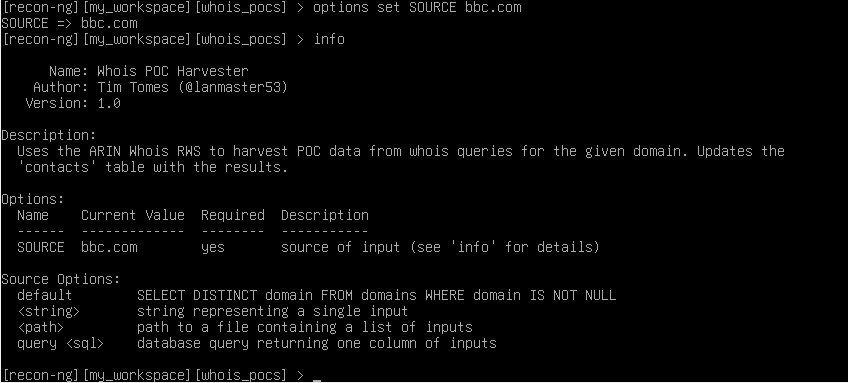 [recon-ng][my_workspace][whois_pocs] > options set SOURCE bbc.com
SOURCE => bbc.com
[recon-ng][my_workspace][whois_pocs] > info
Name: Whois POC Harvester
Author: Tim Tomes (@lanmaster53)
Version: 1.0
Description:
Uses the ARIN Whois RWS to harvest POC data from whois queries for the given domain. Updates the
'contacts' table with the results.
Options:
Name Current Value Required Description
------ ------------- -------- -----------
SOURCE bbc.com yes source of input (see 'info' for details)
Source Options:
default SELECT DISTINCT domain FROM domains WHERE domain IS NOT NULL
<string> string representing a single input
<path> path to a file containing a list of inputs
query <sql> database query returning one column of inputs
[recon-ng][my_workspace][whois_pocs] > _